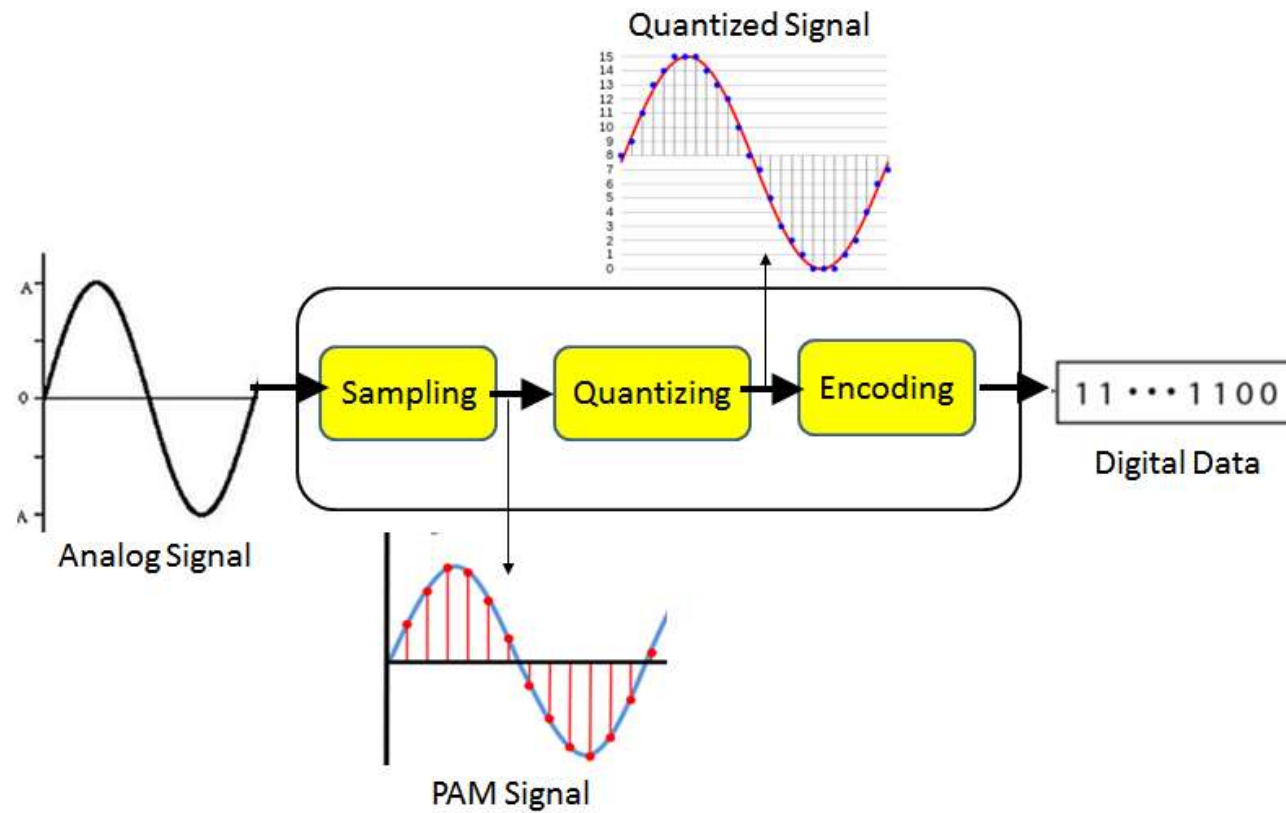 Quantized Signal
15
14
13
12
11
10
9
8
7
6
5
4
3
2
1
0
A
0
A
Sampling
Quantizing
Encoding
11•••1100
Digital Data
Analog Signal
PAM Signal